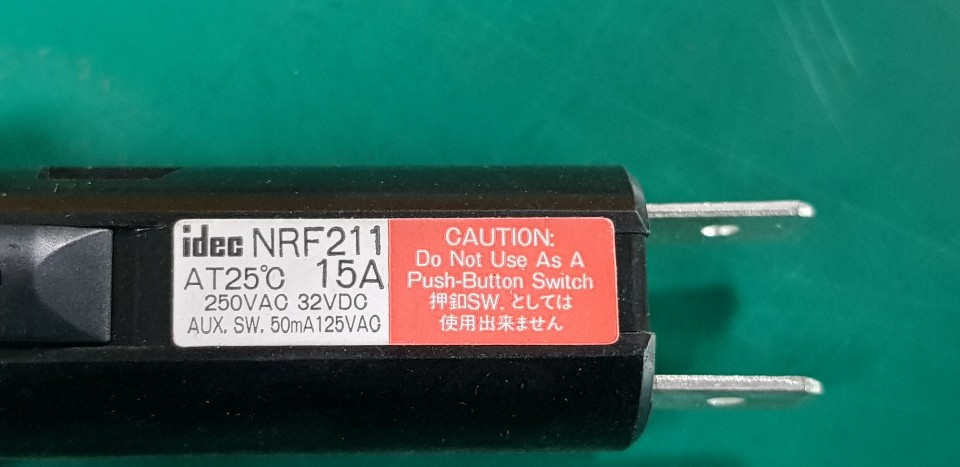 idec NRF211
AT25℃ 15A
250VAC 32VDC
AUX. SW. 50mA125VAC
CAUTION:
Do Not Use As A
Push-Button Switch
押釦SW. としては
使用出来ません